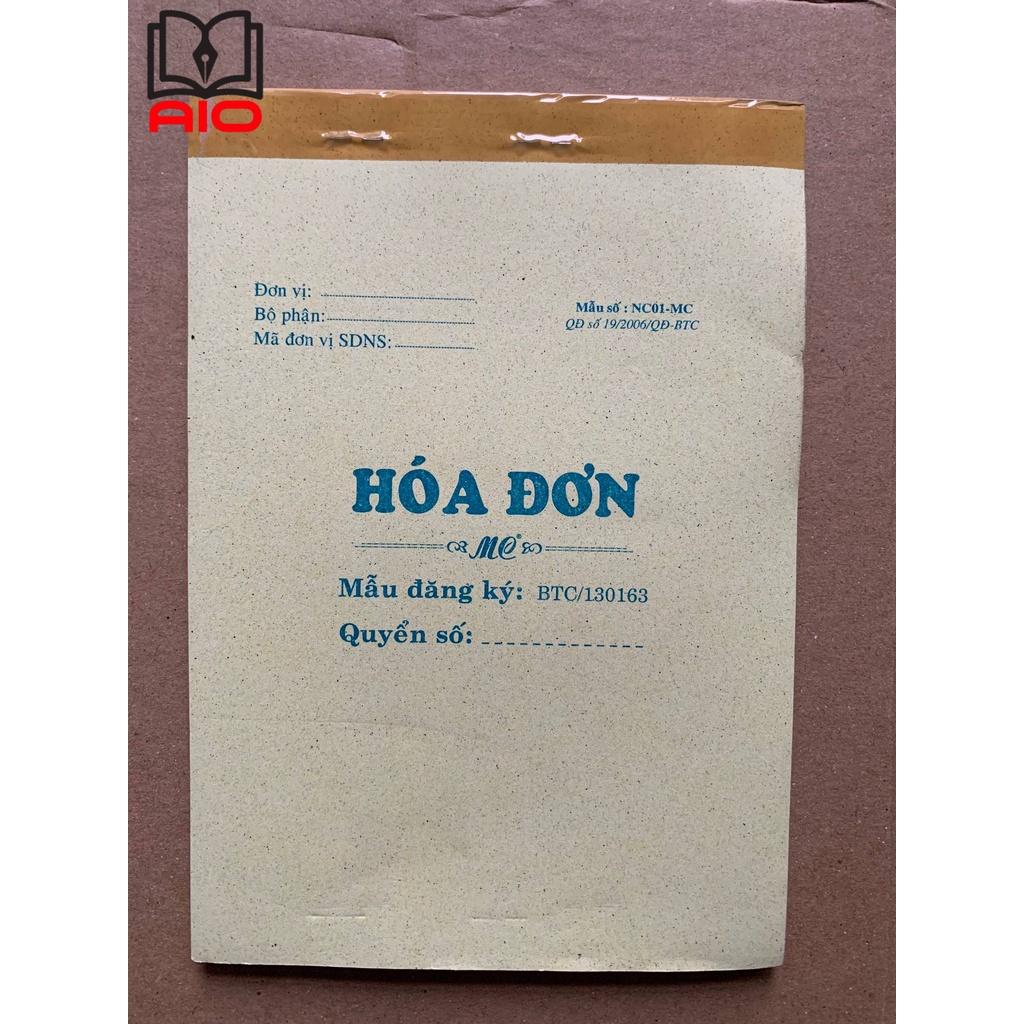 AIO
Đơn vị:
Bộ phận:
Mã đơn vị SDNS:
Mẫu số : NC01-MC
QĐ số 19/2006/QĐ-BTC
HÓA ĐƠN
MC
Mẫu đăng ký: BTC/130163
Quyển số: